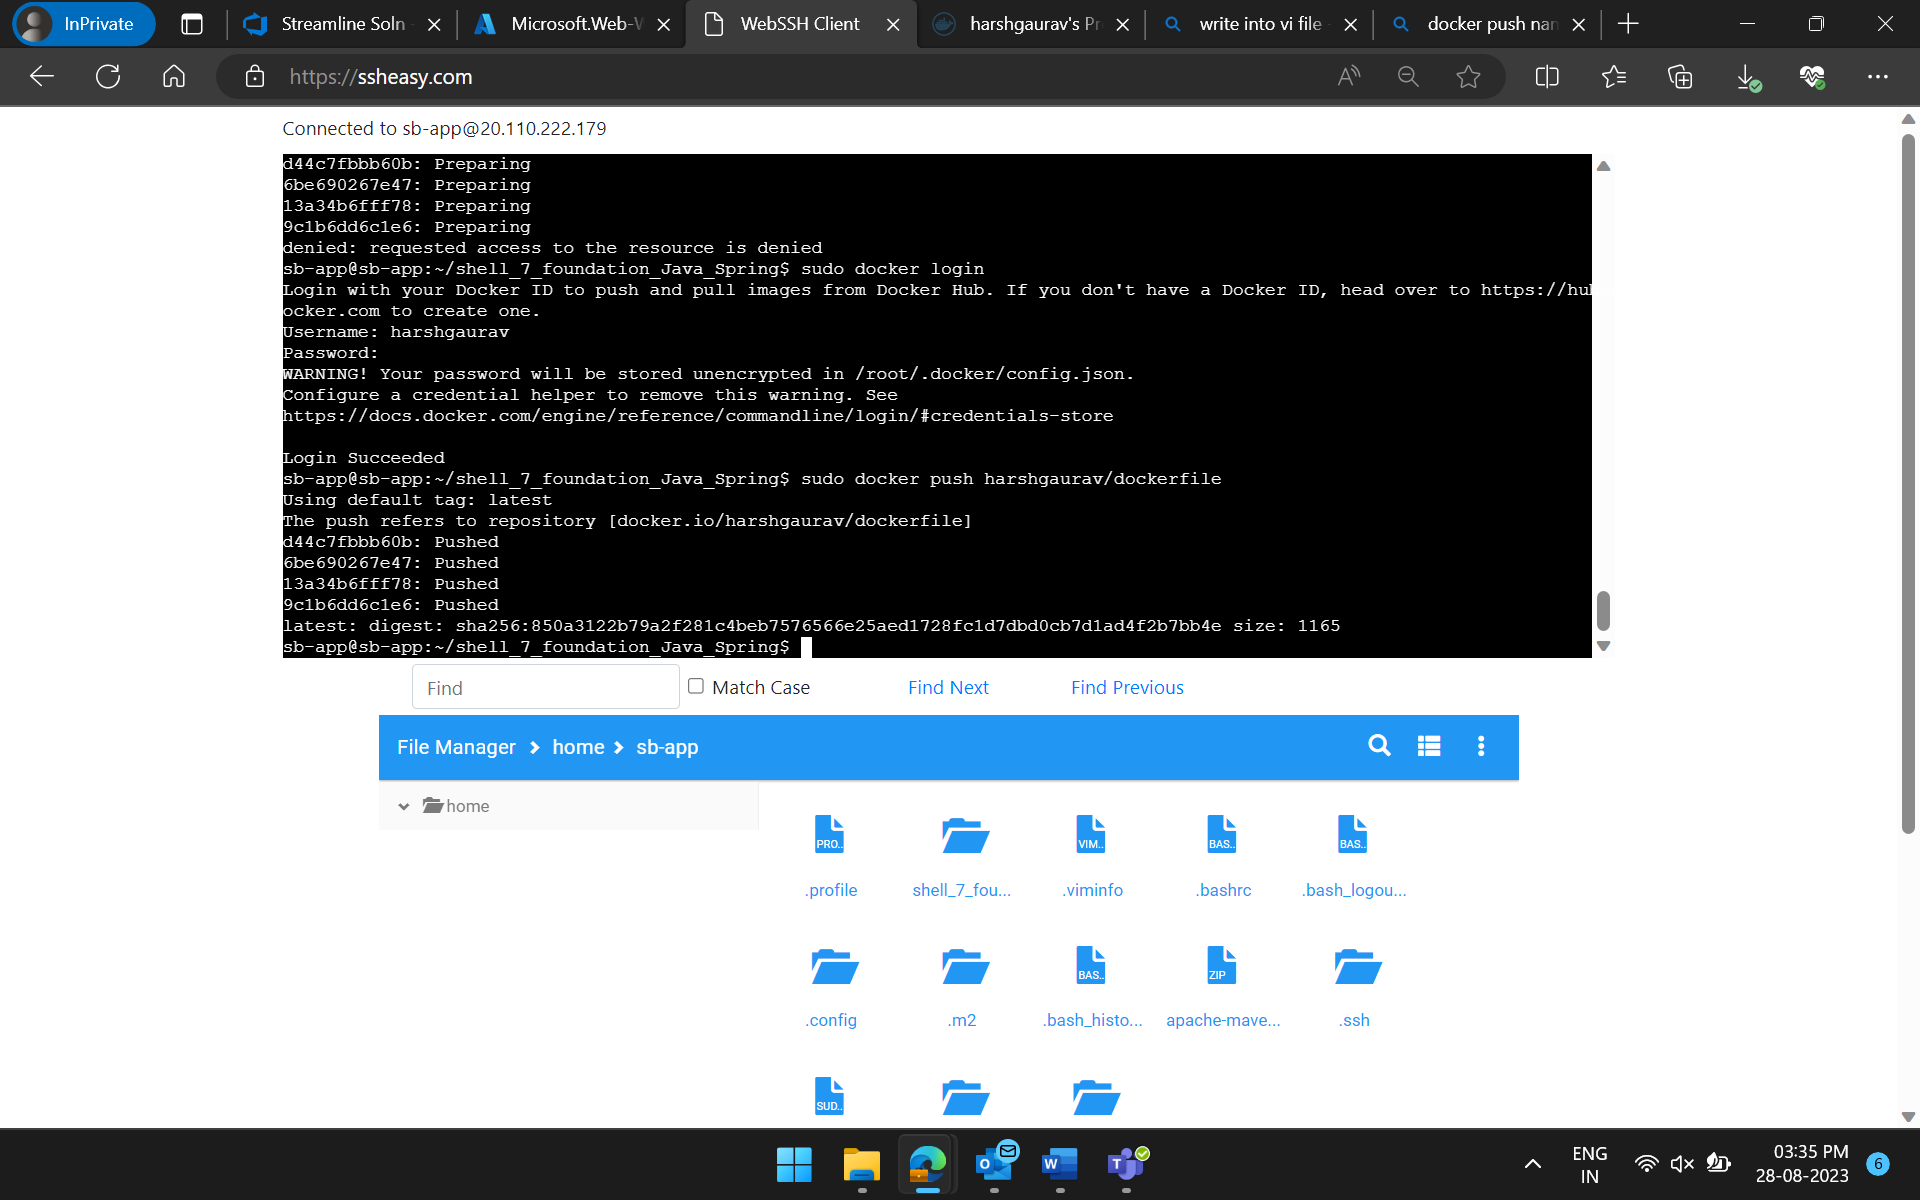 InPrivate
Streamline Soln
Microsoft.Web-W
WebSSH Client
harshgaurav's Pr
write into vi file
docker push nam
https://ssheasy.com
Connected to sb-app@20.110.222.179
d44c7fbbb60b: Preparing
6be690267e47: Preparing
13a34b6fff78: Preparing
9c1b6dd6c1e6: Preparing
denied: requested access to the resource is denied
sb-app@sb-app:~/shell_7_foundation_Java_Spring$ sudo docker login
Login with your Docker ID to push and pull images from Docker Hub. If you don't have a Docker ID, head over to https://hub
ocker.com to create one.
Username: harshgaurav
Password:
WARNING! Your password will be stored unencrypted in /root/.docker/config.json.
Configure a credential helper to remove this warning. See
https://docs.docker.com/engine/reference/commandline/login/#credentials-store
Login Succeeded
sb-app@sb-app:~/shell_7_foundation_Java_Spring$ sudo docker push harshgaurav/dockerfile
Using default tag: latest
The push refers to repository [docker.io/harshgaurav/dockerfile]
d44c7fbbb60b: Pushed
6be690267e47: Pushed
13a34b6fff78: Pushed
9c1b6dd6c1e6: Pushed
latest: digest: sha256:850a3122b79a2f281c4beb7576566e25aed1728fc1d7dbd0cb7d1ad4f2b7bb4e size: 1165
sb-app@sb-app:~/shell_7_foundation_Java_Spring$
Find
Match Case
Find Next
Find Previous
File Manager > home > sb-app
home
PRO..
VIM..
BAS..
BAS..
.profile
shell_7_fou...
.viminfo
.bashrc
.bash_logou...
BAS..
ZIP
.config
.m2
.bash_histo...
apache-mave...
.ssh
SUD..
ENG
IN
03:35 PM
28-08-2023
6